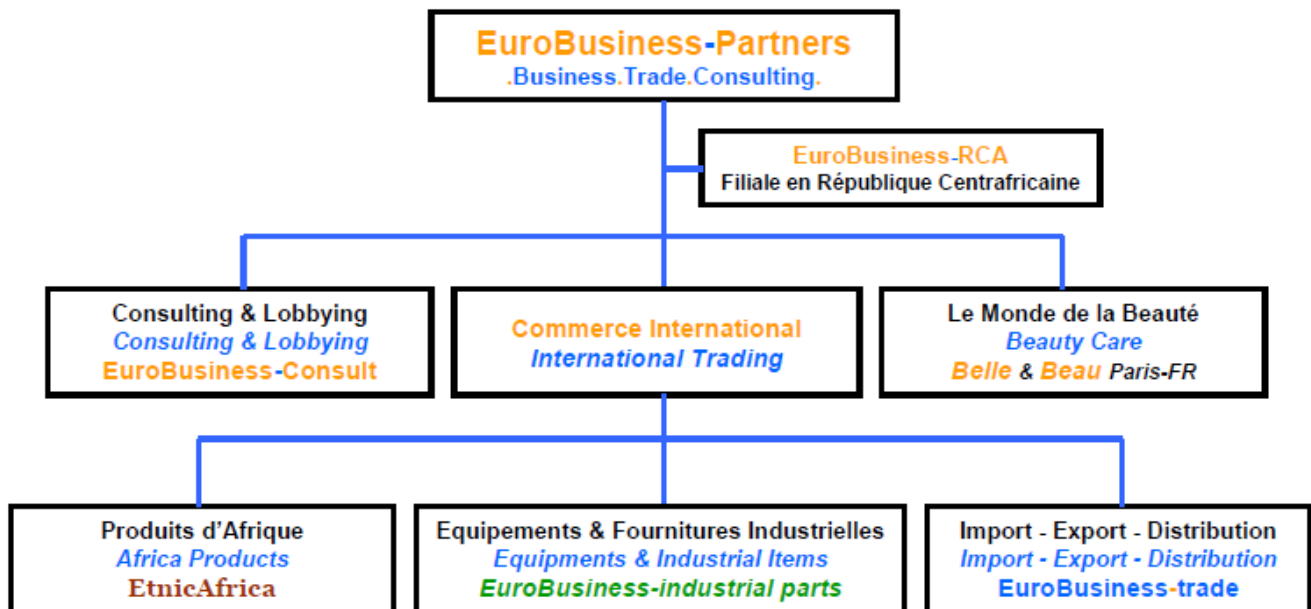 EuroBusiness-Partners
.Business.Trade.Consulting.
EuroBusiness-RCA
Filiale en République Centrafricaine
Consulting & Lobbying
Consulting & Lobbying
EuroBusiness-Consult
Commerce International
International Trading
Le Monde de la Beauté
Beauty Care
Belle & Beau Paris-FR
Produits d'Afrique
Africa Products
EtnicAfrica
Equipements & Fournitures Industrielles
Equipments & Industrial Items
EuroBusiness-industrial parts
Import - Export - Distribution
Import - Export - Distribution
EuroBusiness-trade